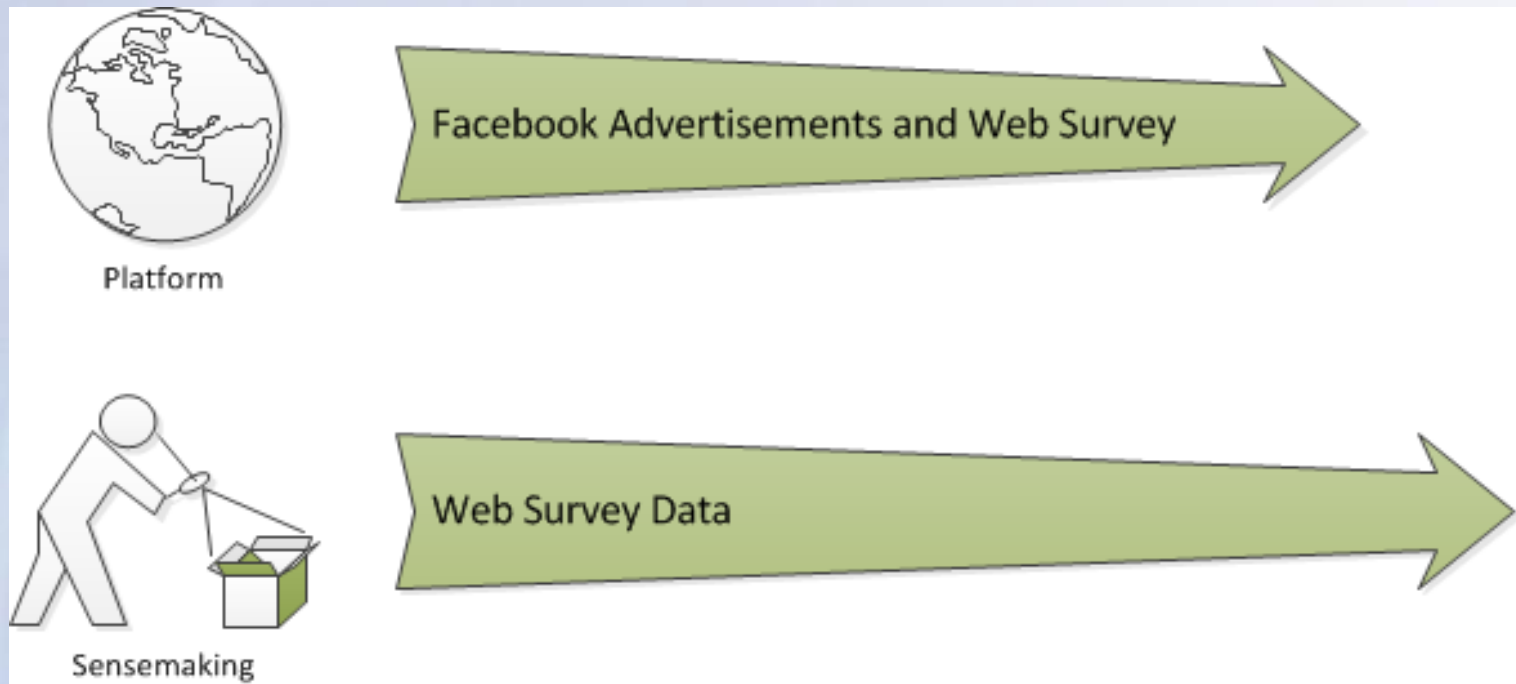 Facebook Advertisements and Web Survey
Platform
Web Survey Data
Sensemaking